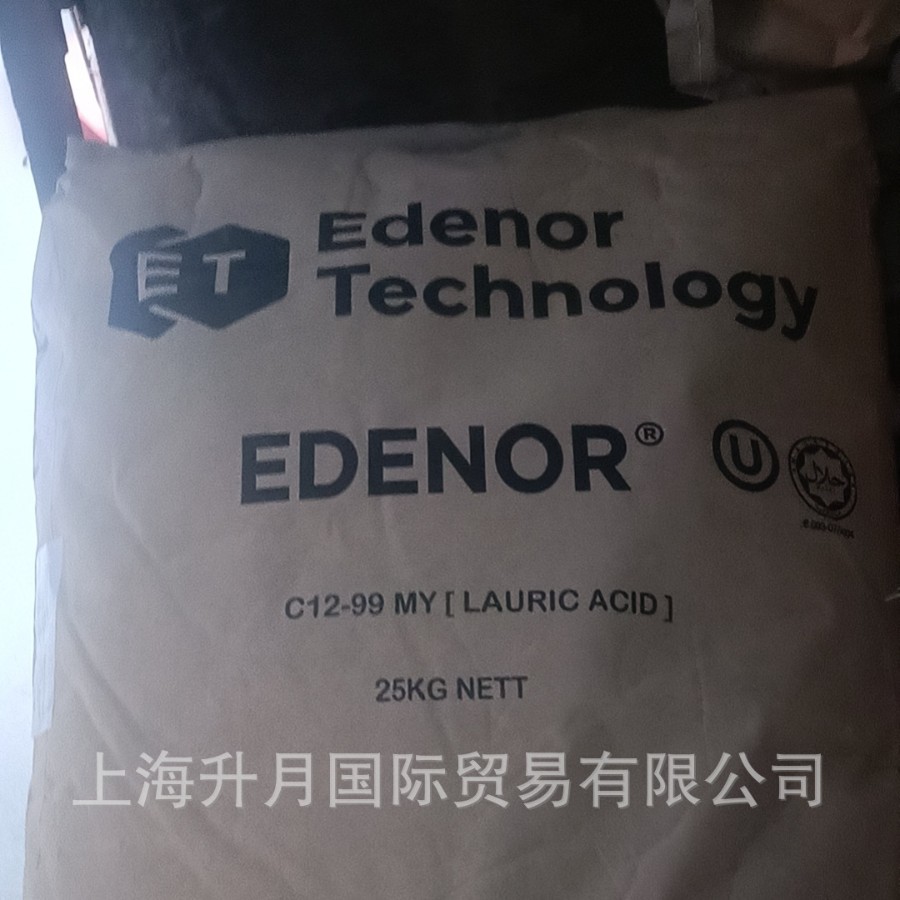 ET
Edenor
Technology
EDENOR®
U
حلال
C12-99 MY [ LAURIC ACID ]
25KG NETT
上海升月国际贸易有限公司